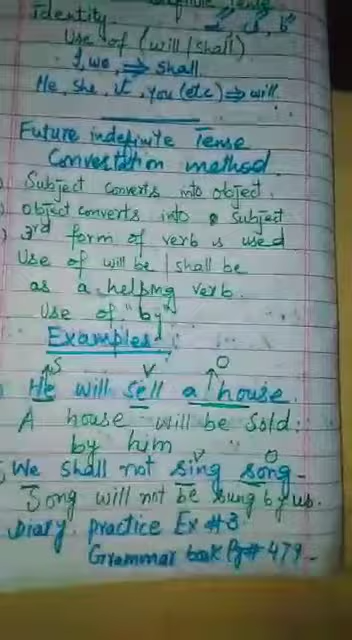 Identity
Use of (will/shall)
I, we, ⇒ shall
He, she, it, you (etc) ⇒ will
Future indefinite Tense
Converstation method.
Subject converts into object.
Object converts into subject
3rd form of verb is used
Use of will be / shall be
as a helping verb.
Use of "by"
Examples:
S V O
He will sell a house.
A house will be sold
by him
V O
We shall not sing song.
Song will not be sung by us.
Diary. practice Ex # 3
Grammar book Pg# 479